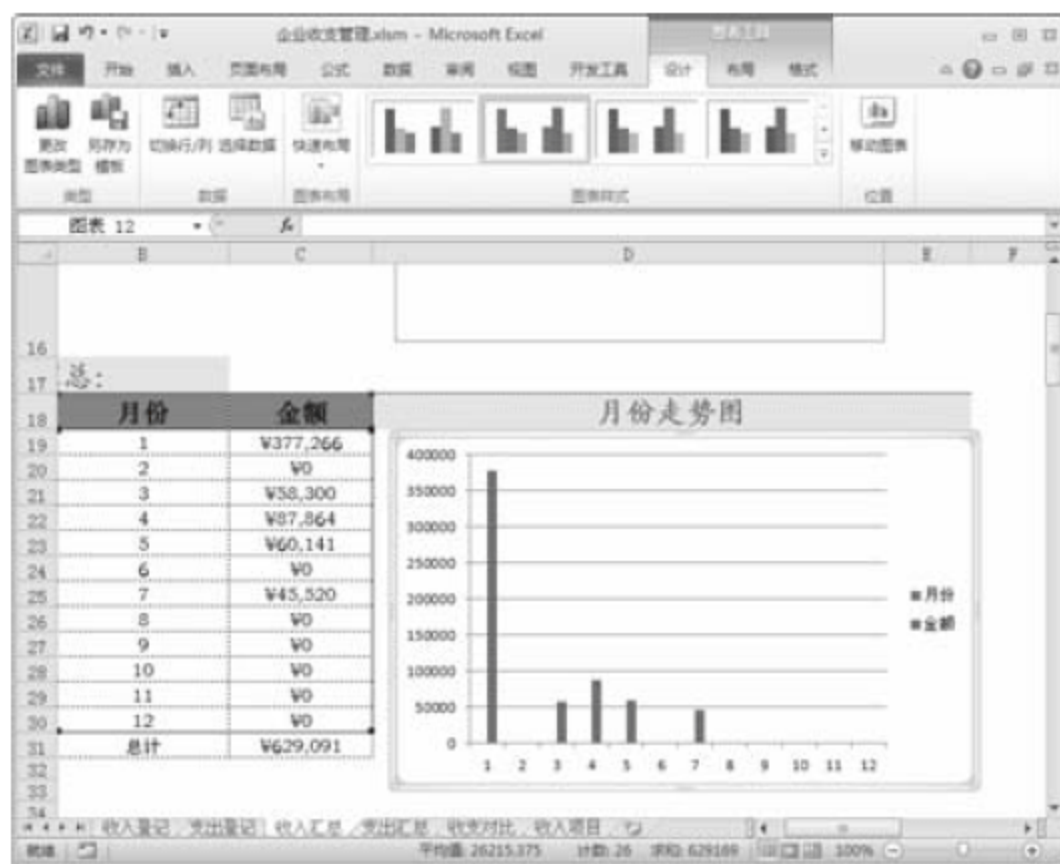 企业收支管理.xlsm - Microsoft Excel
文件 开始 插入 页面布局 公式 数据 审阅 视图 开发工具 设计 布局 格式
更改图表类型 另存为模板 切换行/列 选择数据 快速布局 移动图表
类型 数据 图表布局 图表样式 位置
图表 12 fx
B C D E F
16
17 总:
18 月份 金额 月份走势图
19 1 ¥377,266
20 2 ¥0
21 3 ¥58,300
22 4 ¥87,864
23 5 ¥60,141
24 6 ¥0
25 7 ¥45,520
26 8 ¥0
27 9 ¥0
28 10 ¥0
29 11 ¥0
30 12 ¥0
31 总计 ¥629,091
32
33
34
400000
350000
300000
250000
200000
150000
100000
50000
0
1 2 3 4 5 6 7 8 9 10 11 12
月份
金额
收入登记 支出登记 收入汇总 支出汇总 收支对比 收入项目
就绪 平均值: 26215.375 计数: 26 求和: 629169 100%